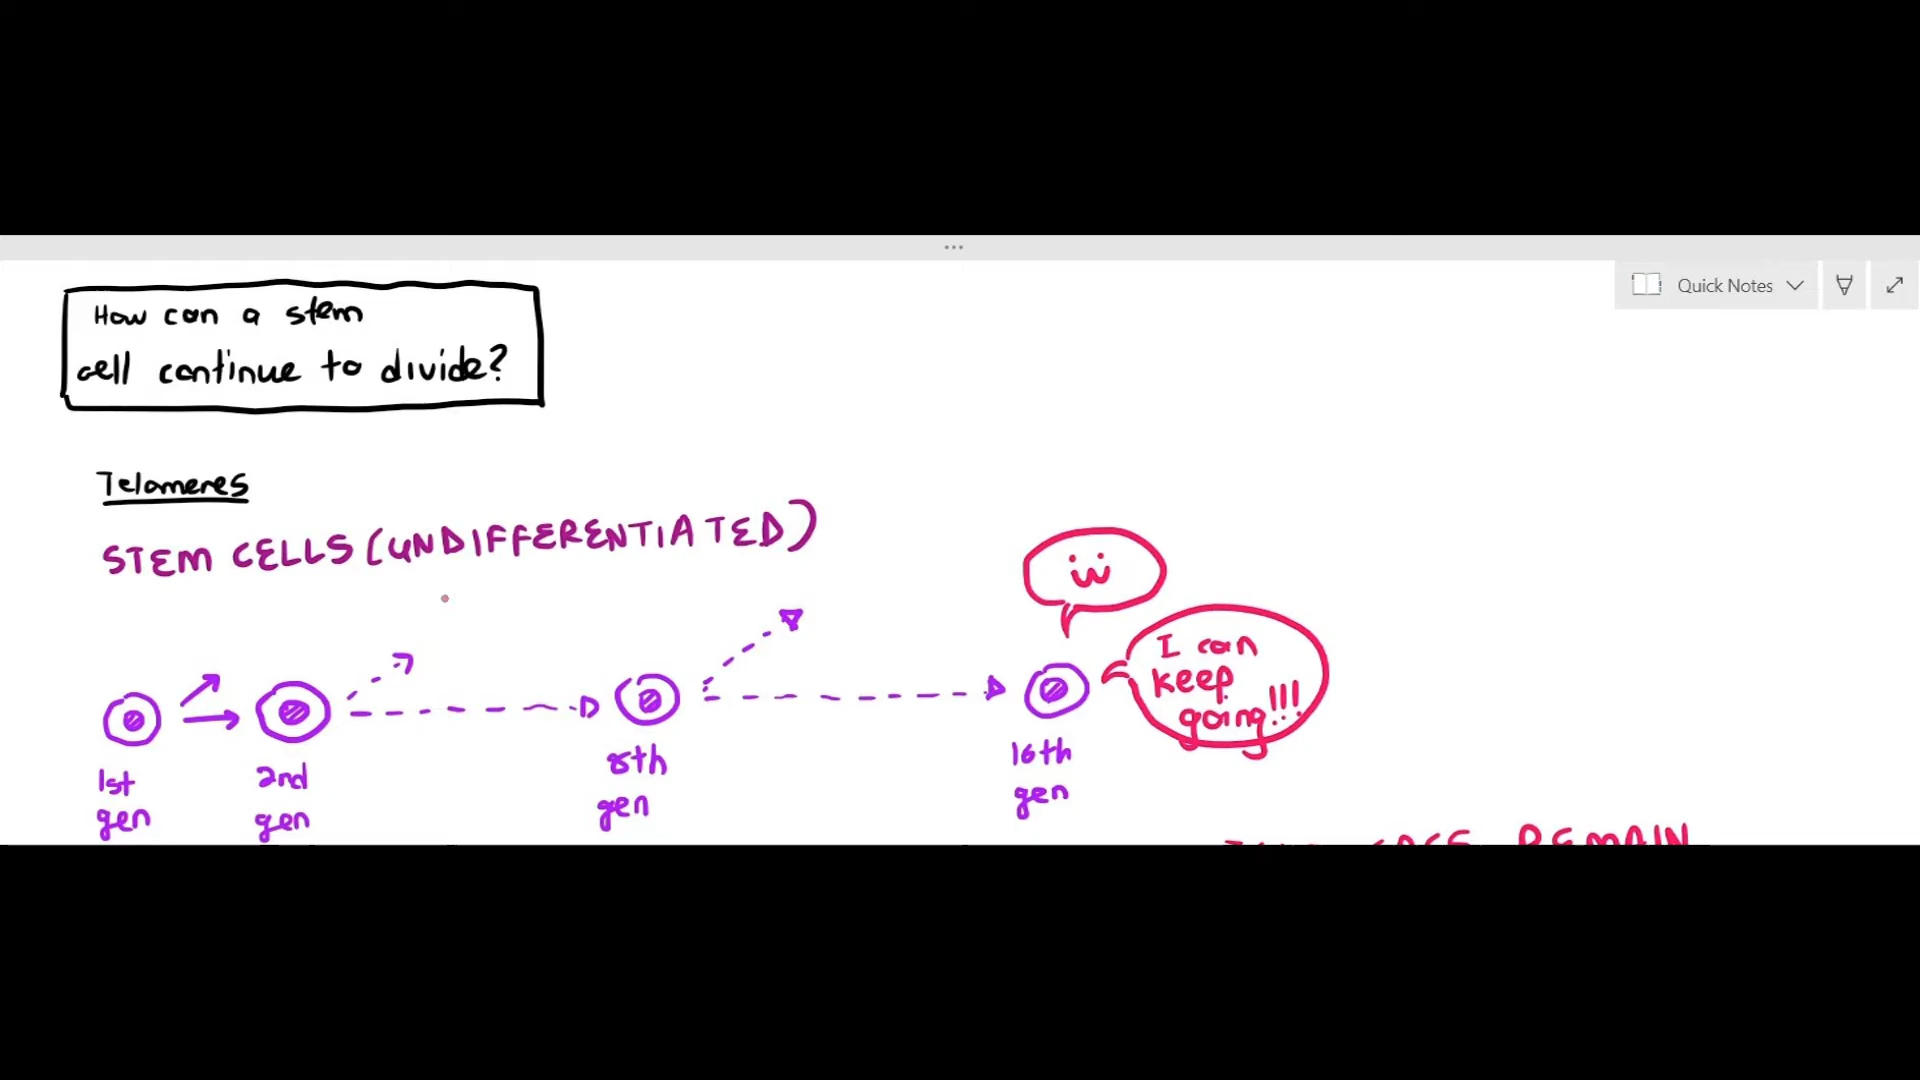 Quick Notes
How can a stem
cell continue to divide?
Telomeres
STEM CELLS (UNDIFFERENTIATED)
I can
keep
going!!!
1st
gen
2nd
gen
8th
gen
16th
gen
REMAIN